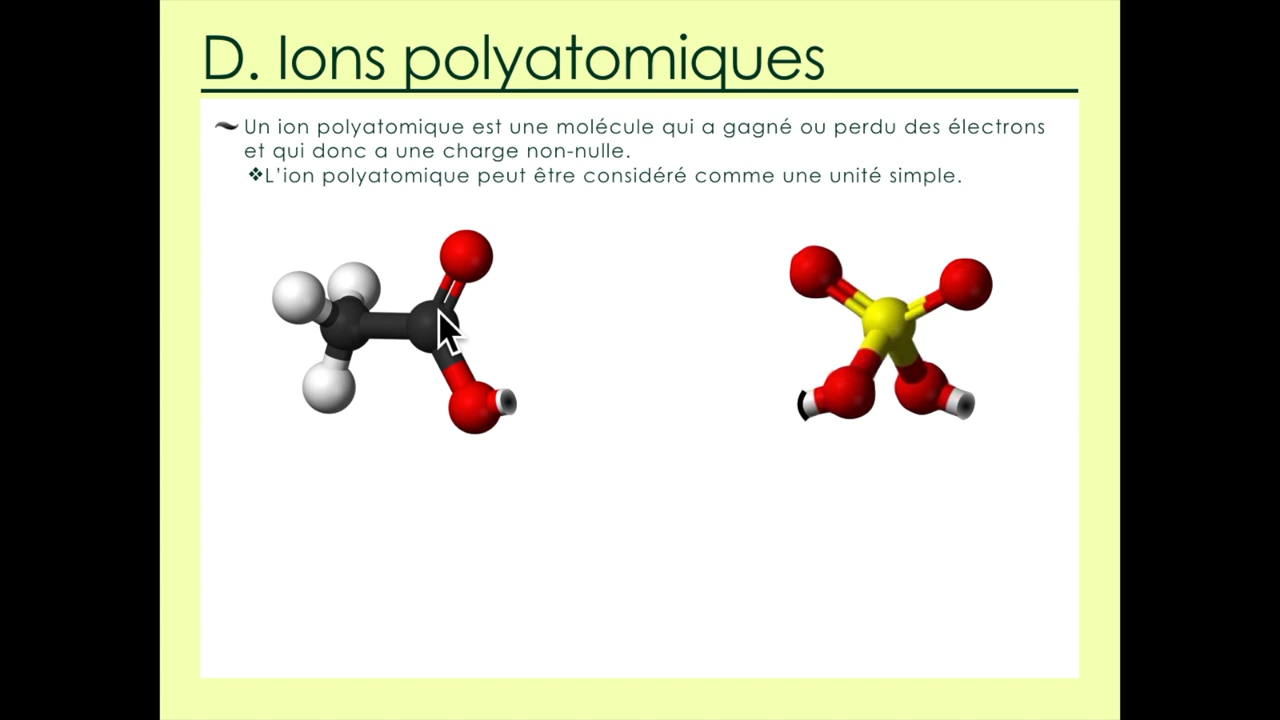 D. Ions polyatomiques
Un ion polyatomique est une molécule qui a gagné ou perdu des électrons
et qui donc a une charge non-nulle.
❖L'ion polyatomique peut être considéré comme une unité simple.